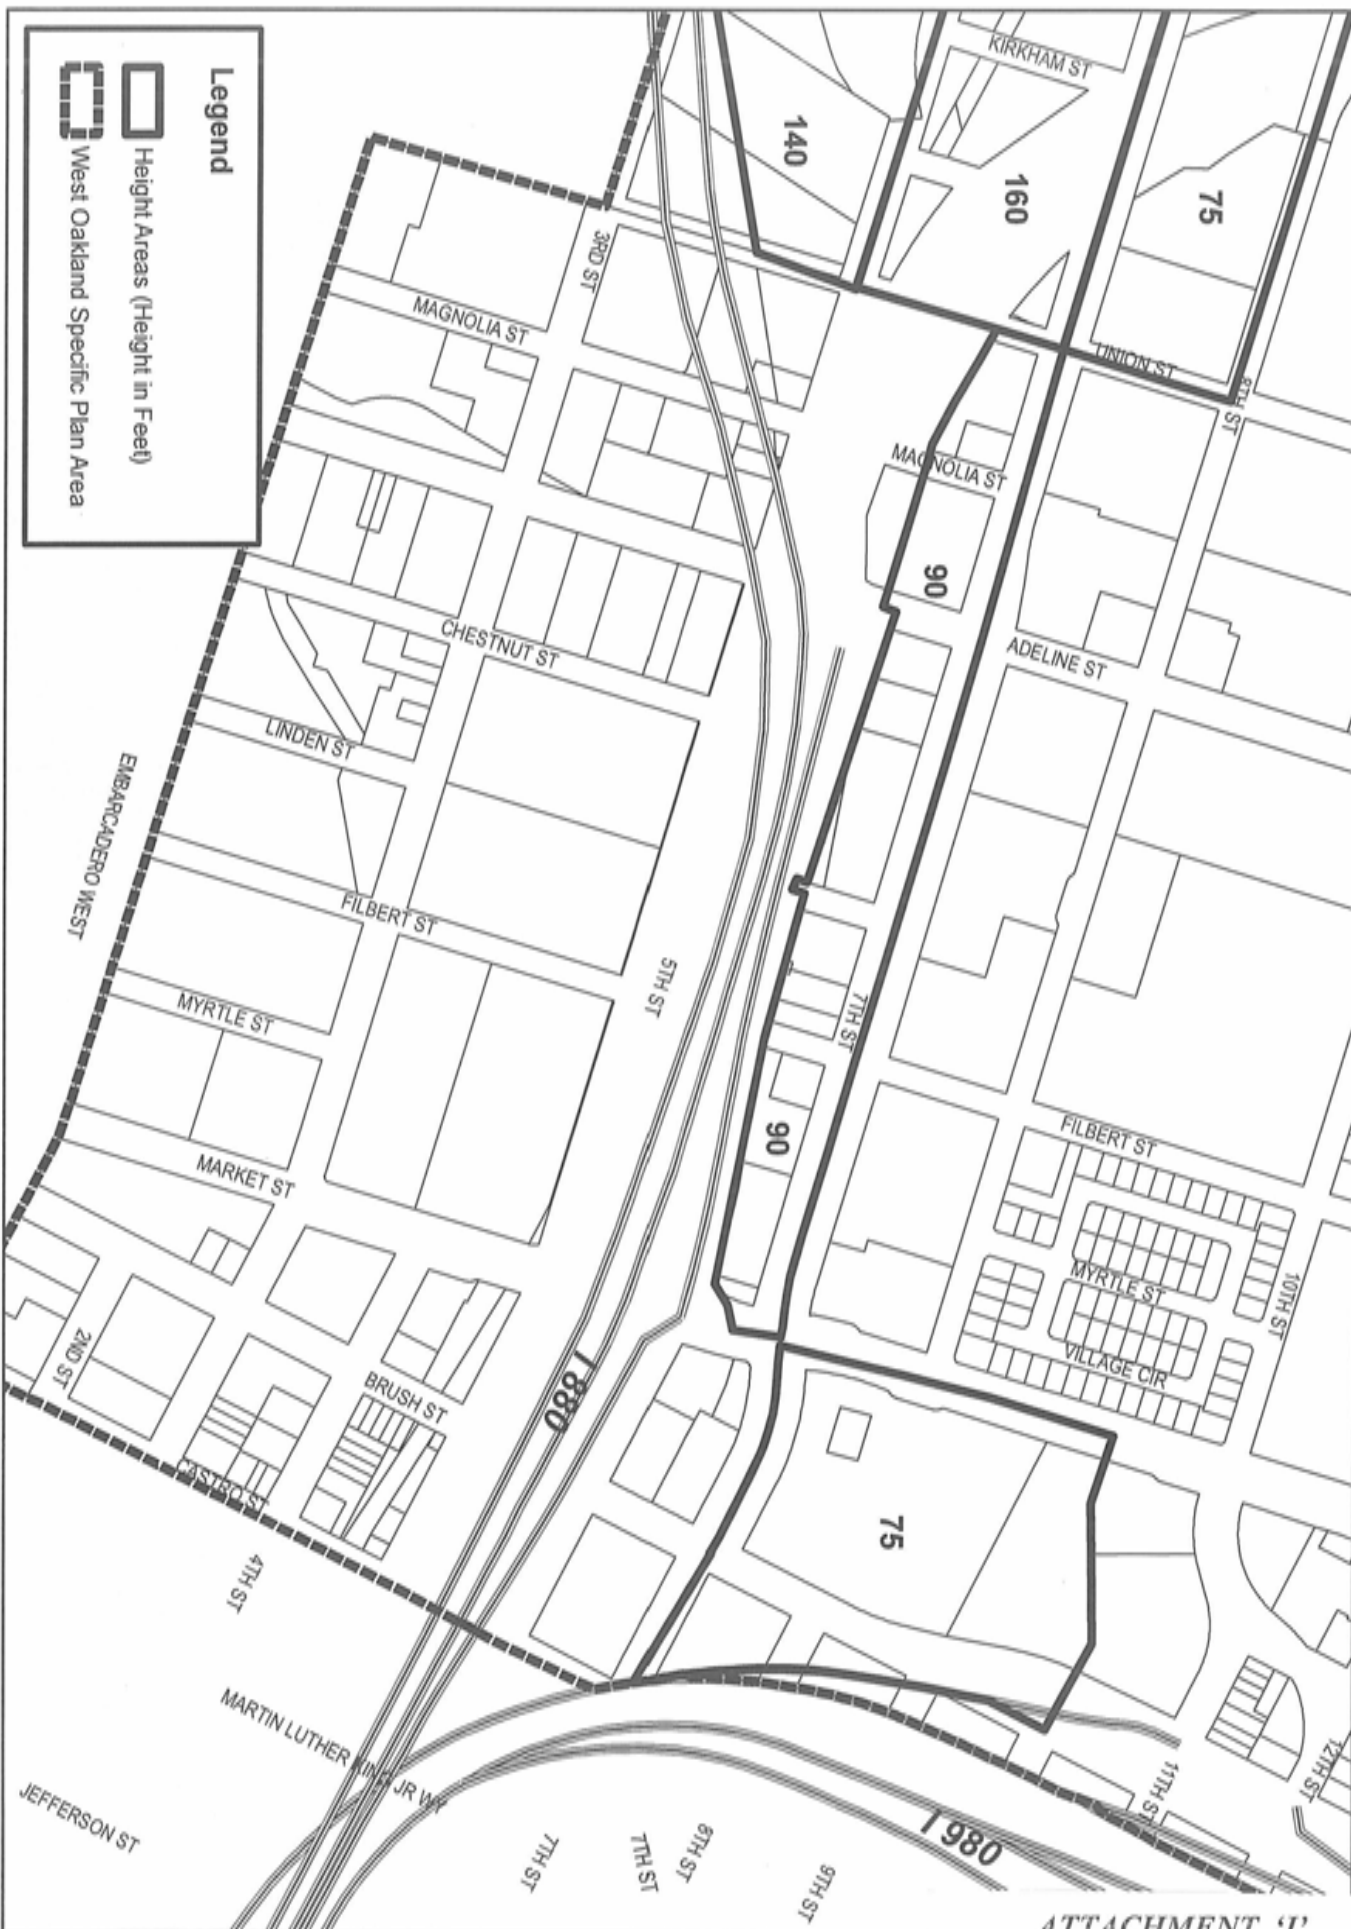 Legend
Height Areas (Height in Feet)
West Oakland Specific Plan Area
KIRKHAM ST
140
160
75
3RD ST
MAGNOLIA ST
UNION ST
8TH ST
MAGNOLIA ST
90
CHESTNUT ST
ADELINE ST
LINDEN ST
EMBARCADERO WEST
FILBERT ST
5TH ST
7TH ST
MYRTLE ST
90
FILBERT ST
MARKET ST
MYRTLE ST
10TH ST
VILLAGE CIR
2ND ST
BRUSH ST
I 880
CASTRO ST
75
4TH ST
MARTIN LUTHER KING JR WY
11TH ST
12TH ST
JEFFERSON ST
7TH ST
7TH ST
8TH ST
9TH ST
I 980